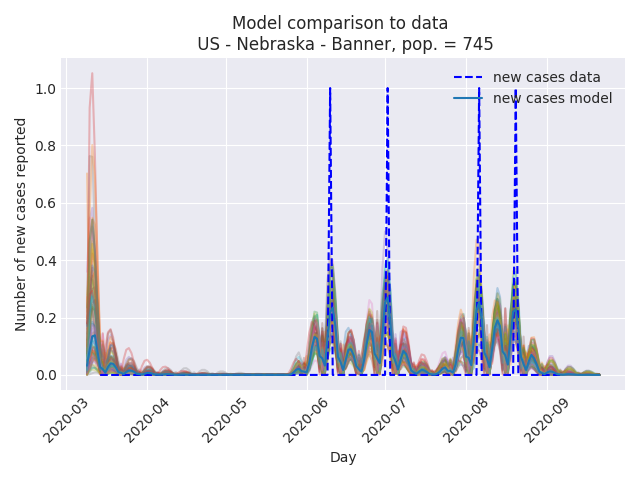 Model comparison to data
US - Nebraska - Banner, pop. = 745
new cases data
new cases model
Number of new cases reported
1.0
0.8
0.6
0.4
0.2
0.0
2020-03
2020-04
2020-05
2020-06
2020-07
2020-08
2020-09
Day